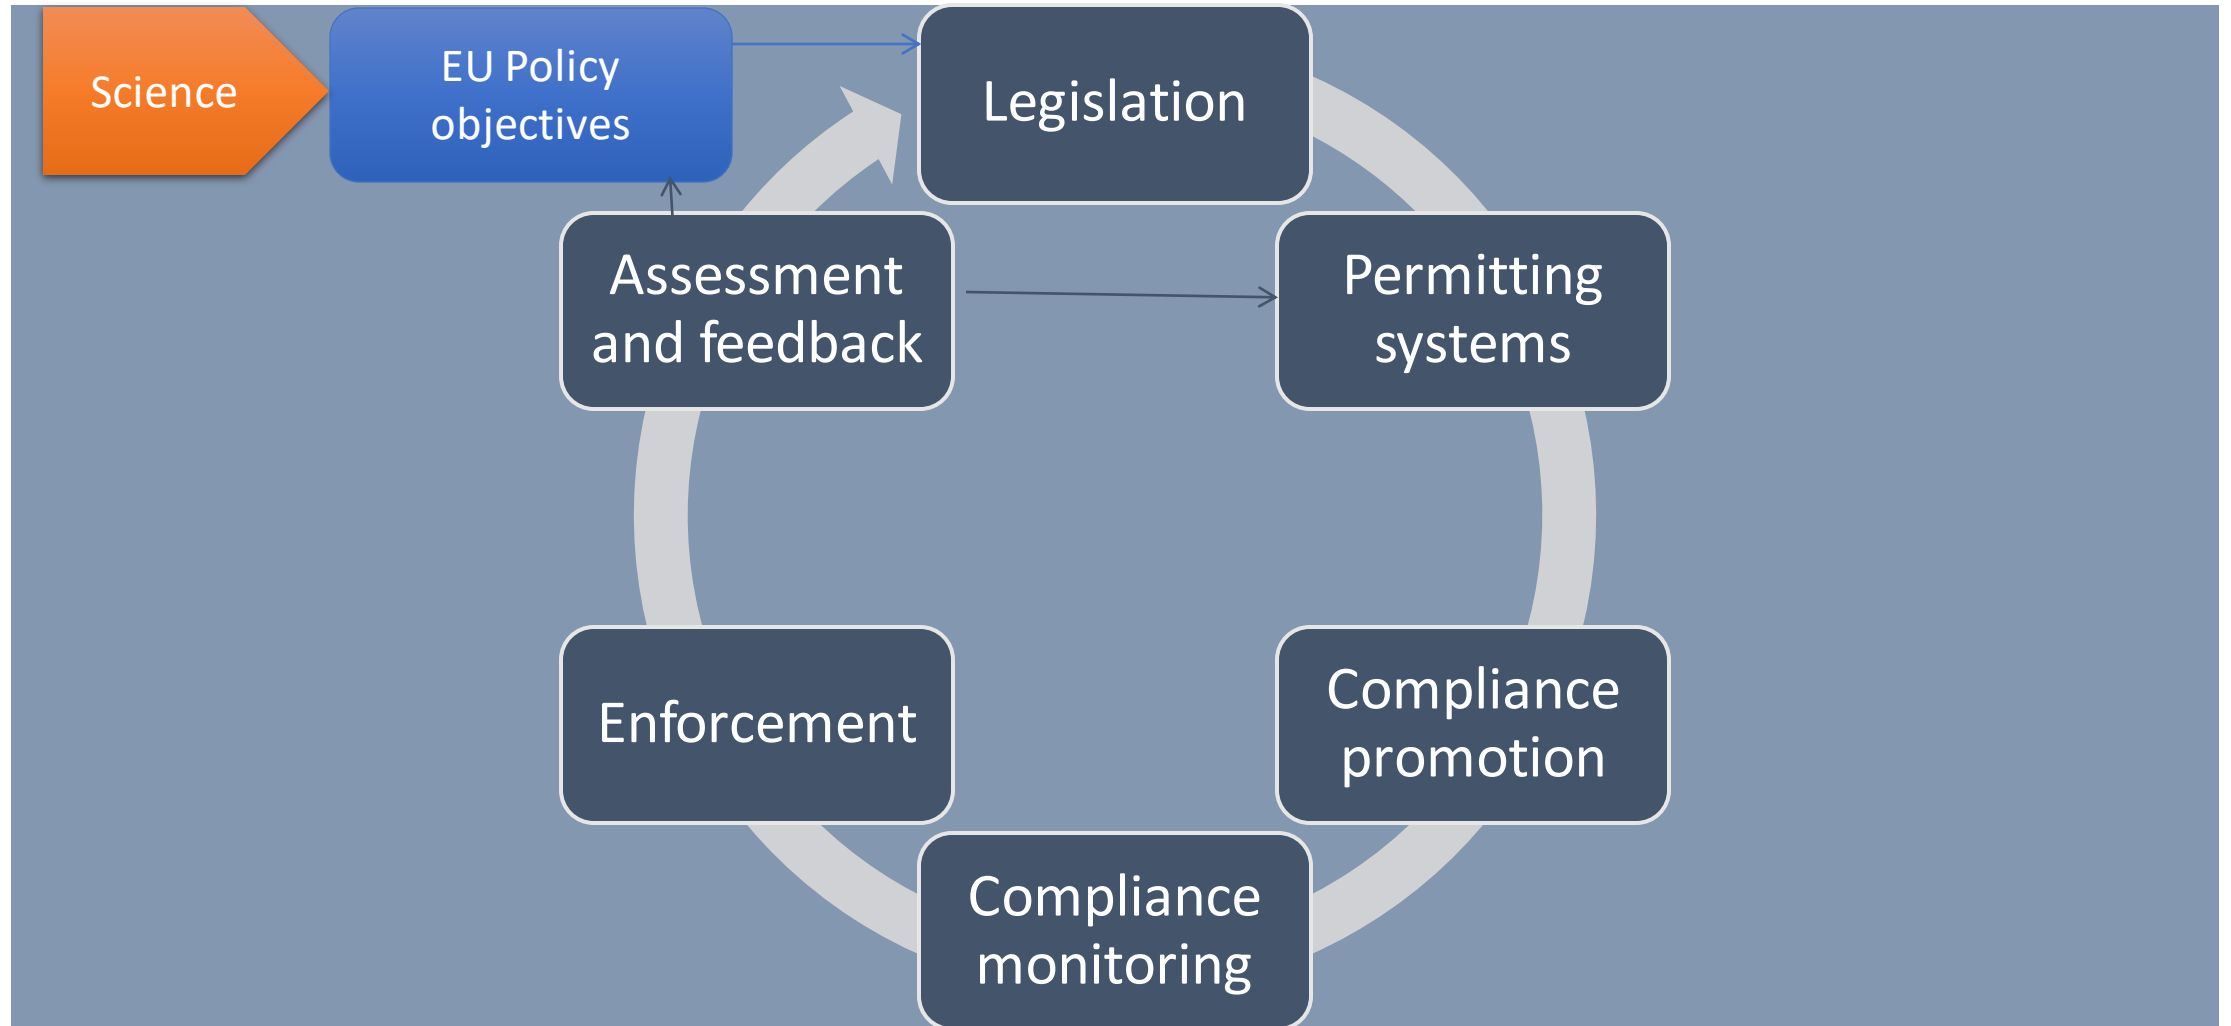 Science
EU Policy
objectives
Legislation
Assessment
and feedback
Permitting
systems
Enforcement
Compliance
promotion
Compliance
monitoring